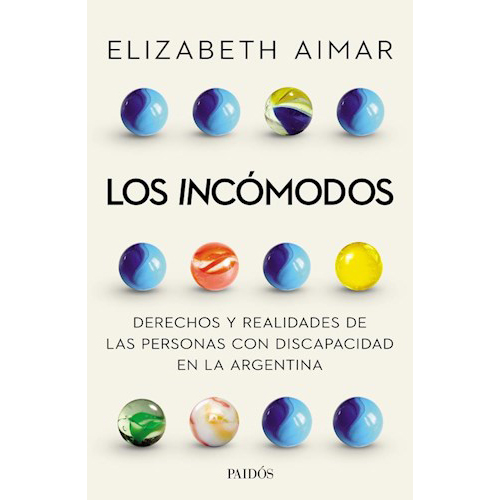 ELIZABETH AIMAR
LOS INCÓMODOS
DERECHOS Y REALIDADES DE
LAS PERSONAS CON DISCAPACIDAD
EN LA ARGENTINA
PAIDÓS